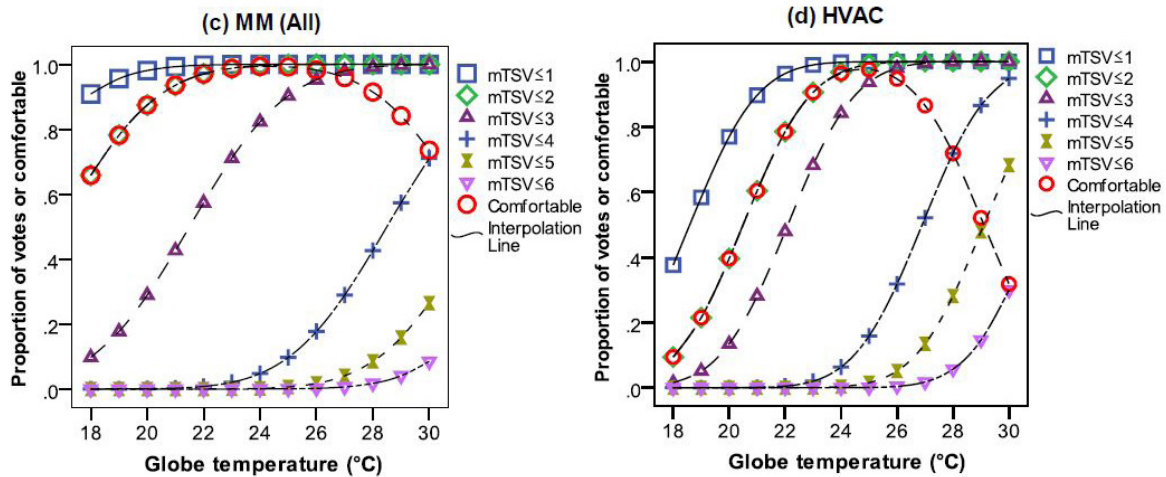 (c) MM (All)
Proportion of votes or comfortable
1.0
.8
.6
.4
.2
.0
18 20 22 24 26 28 30
Globe temperature (°C)
mTSV≤1
mTSV≤2
mTSV≤3
mTSV≤4
mTSV≤5
mTSV≤6
Comfortable
Interpolation
Line
(d) HVAC
Proportion of votes or comfortable
1.0
.8
.6
.4
.2
.0
18 20 22 24 26 28 30
Globe temperature (°C)
mTSV≤1
mTSV≤2
mTSV≤3
mTSV≤4
mTSV≤5
mTSV≤6
Comfortable
Interpolation
Line